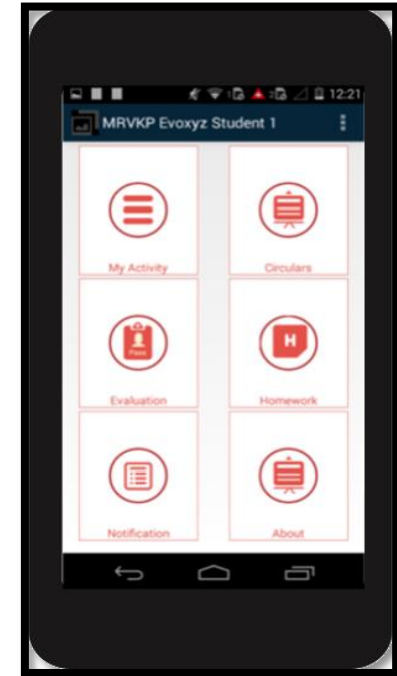 12:21
MRVKP Evoxyz Student 1
My Activity
Circulars
Pass
Evaluation
H
Homework
Notification
About